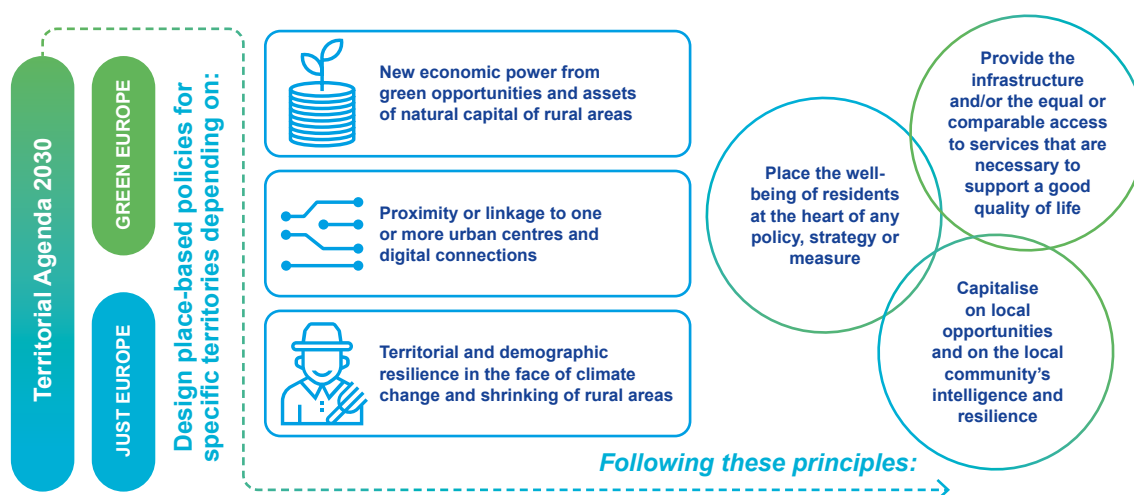 Territorial Agenda 2030
GREEN EUROPE
JUST EUROPE
Design place-based policies for
specific territories depending on:
New economic power from
green opportunities and assets
of natural capital of rural areas
Proximity or linkage to one
or more urban centres and
digital connections
Territorial and demographic
resilience in the face of climate
change and shrinking of rural areas
Following these principles:
Place the well-
being of residents
at the heart of any
policy, strategy or
measure
Provide the
infrastructure
and/or the equal or
comparable access
to services that are
necessary to
support a good
quality of life
Capitalise
on local
opportunities
and on the local
community's
intelligence and
resilience